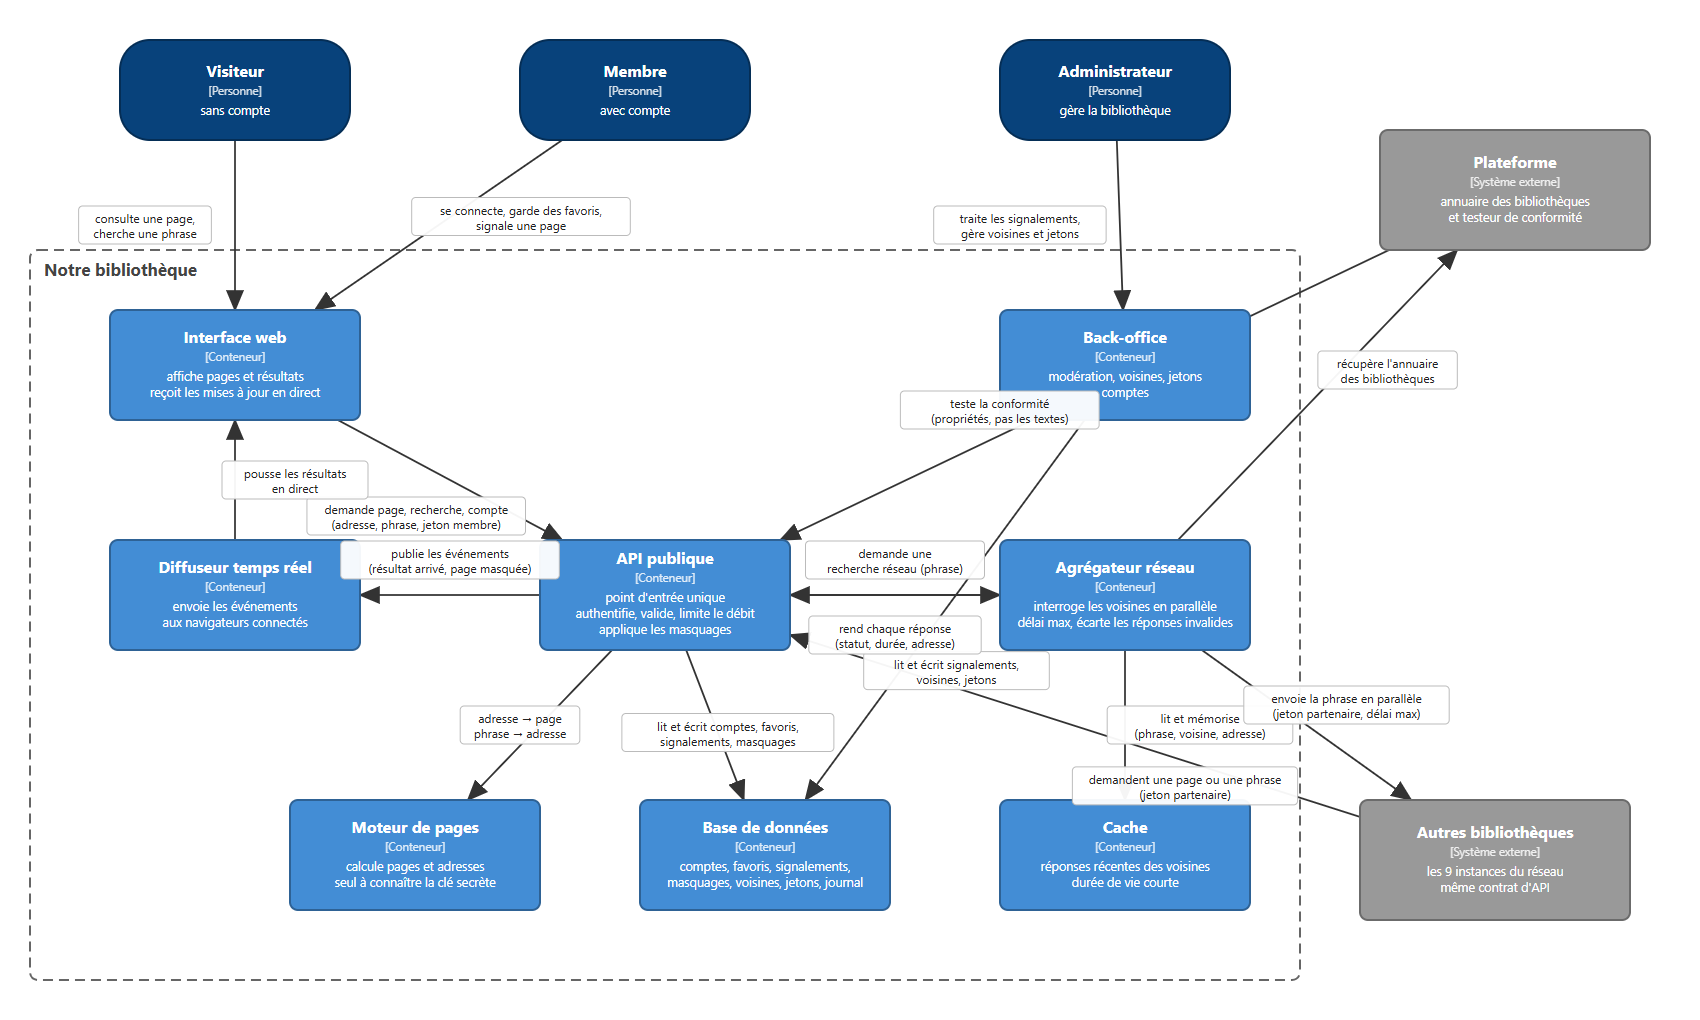 Visiteur
[Personne]
sans compte
Membre
[Personne]
avec compte
Administrateur
[Personne]
gère la bibliothèque
Plateforme
[Système externe]
annuaire des bibliothèques
et testeur de conformité
consulte une page,
cherche une phrase
se connecte, garde des favoris,
signale une page
traite les signalements,
gère voisines et jetons
Notre bibliothèque
Interface web
[Conteneur]
affiche pages et résultats
reçoit les mises à jour en direct
Back-office
[Conteneur]
modération, voisines, jetons
comptes
récupère l'annuaire
des bibliothèques
teste la conformité
(propriétés, pas les textes)
pousse les résultats
en direct
demande page, recherche, compte
(adresse, phrase, jeton membre)
Diffuseur temps réel
[Conteneur]
envoie les événements
aux navigateurs connectés
publie les événements
(résultat arrivé, page masquée)
API publique
[Conteneur]
point d'entrée unique
authentifie, valide, limite le débit
applique les masquages
demande une
recherche réseau (phrase)
Agrégateur réseau
[Conteneur]
interroge les voisines en parallèle
délai max, écarte les réponses invalides
rend chaque réponse
(statut, durée, adresse)
lit et écrit signalements,
voisines, jetons
adresse → page
phrase → adresse
lit et écrit comptes, favoris,
signalements, masquages
lit et mémorise
(phrase, voisine, adresse)
envoie la phrase en parallèle
(jeton partenaire, délai max)
demandent une page ou une phrase
(jeton partenaire)
Moteur de pages
[Conteneur]
calcule pages et adresses
seul à connaître la clé secrète
Base de données
[Conteneur]
comptes, favoris, signalements,
masquages, voisines, jetons, journal
Cache
[Conteneur]
réponses récentes des voisines
durée de vie courte
Autres bibliothèques
[Système externe]
les 9 instances du réseau
même contrat d'API